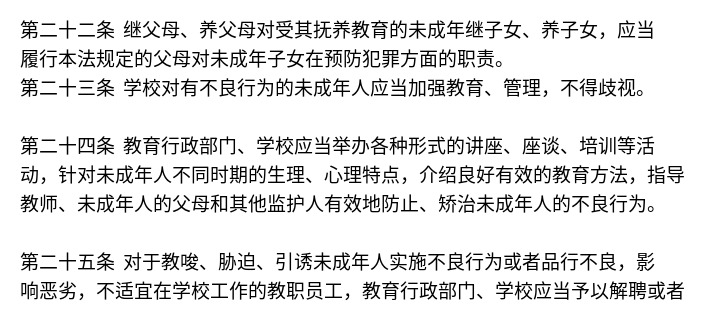 第二十二条 继父母、养父母对受其抚养教育的未成年继子女、养子女，应当
履行本法规定的父母对未成年子女在预防犯罪方面的职责。
第二十三条 学校对有不良行为的未成年人应当加强教育、管理，不得歧视。
第二十四条 教育行政部门、学校应当举办各种形式的讲座、座谈、培训等活
动，针对未成年人不同时期的生理、心理特点，介绍良好有效的教育方法，指导
教师、未成年人的父母和其他监护人有效地防止、矫治未成年人的不良行为。
第二十五条 对于教唆、胁迫、引诱未成年人实施不良行为或者品行不良，影
响恶劣，不适宜在学校工作的教职员工，教育行政部门、学校应当予以解聘或者